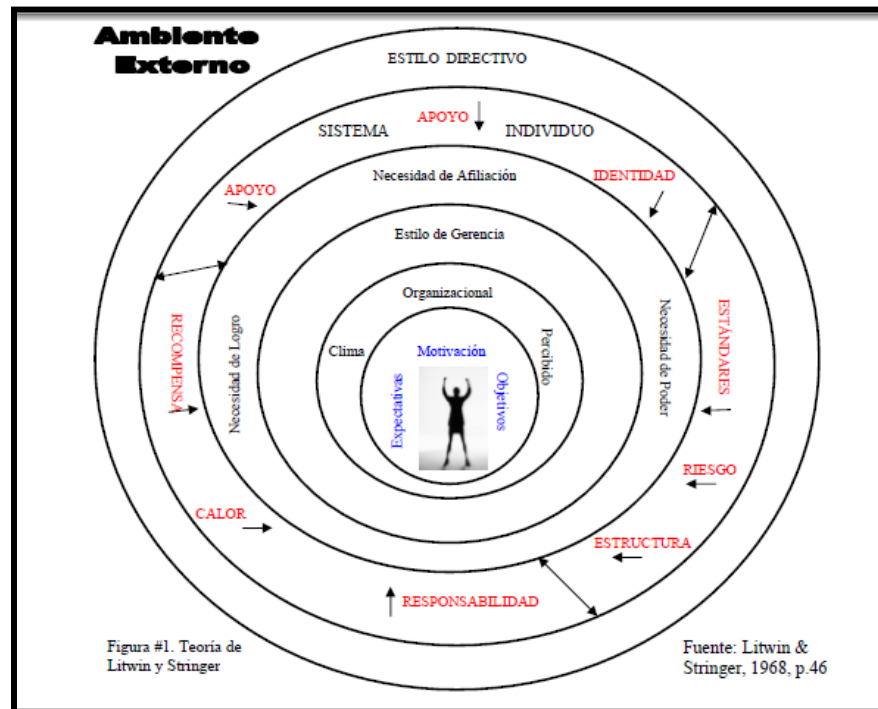 Ambiente
Externo
ESTILO DIRECTIVO
APOYO
SISTEMA
INDIVIDUO
APOYO
Necesidad de Afiliación
IDENTIDAD
Estilo de Gerencia
Organizacional
RECOMPENSA
Necesidad de Logro
Clima
Motivación
Percibido
Expectativas
Objetivos
Necesidad de Poder
ESTÁNDARES
RIESGO
CALOR
ESTRUCTURA
RESPONSABILIDAD
Figura #1. Teoría de
Litwin y Stringer
Fuente: Litwin &
Stringer, 1968, p.46